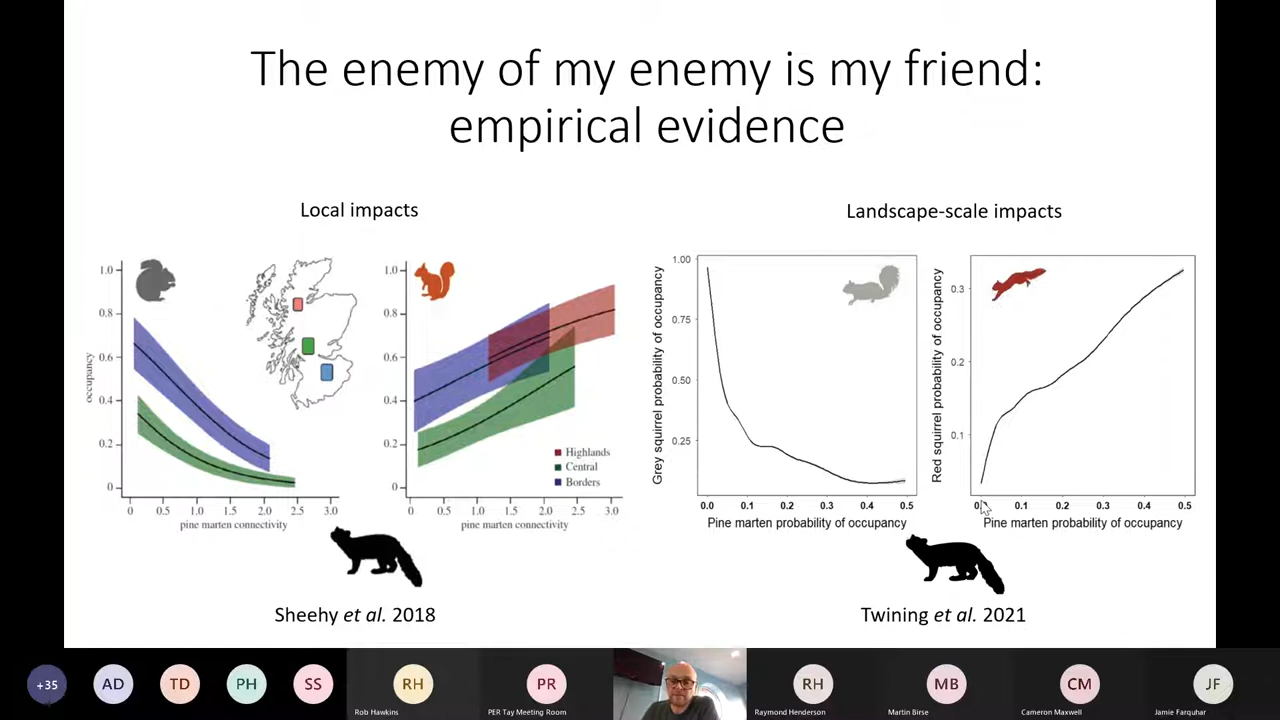 The enemy of my enemy is my friend:
empirical evidence
Local impacts
Landscape-scale impacts
occupancy
1.0
0.8
0.6
0.4
0.2
0
0
0.5
1.0
1.5
2.0
2.5
3.0
pine marten connectivity
1.0
0.8
0.6
0.4
0.2
0
Highlands
Central
Borders
0
0.5
1.0
1.5
2.0
2.5
3.0
pine marten connectivity
Grey squirrel probability of occupancy
1.00
0.75
0.50
0.25
0.0
0.1
0.2
0.3
0.4
0.5
Pine marten probability of occupancy
Red squirrel probability of occupancy
0.3
0.2
0.1
0.1
0.2
0.3
0.4
0.5
Pine marten probability of occupancy
Sheehy et al. 2018
Twining et al. 2021
+35
AD
TD
PH
SS
RH
Rob Hawkins
PR
PER Tay Meeting Room
RH
Raymond Henderson
MB
Martin Birse
CM
Cameron Maxwell
JF
Jamie Farquhar